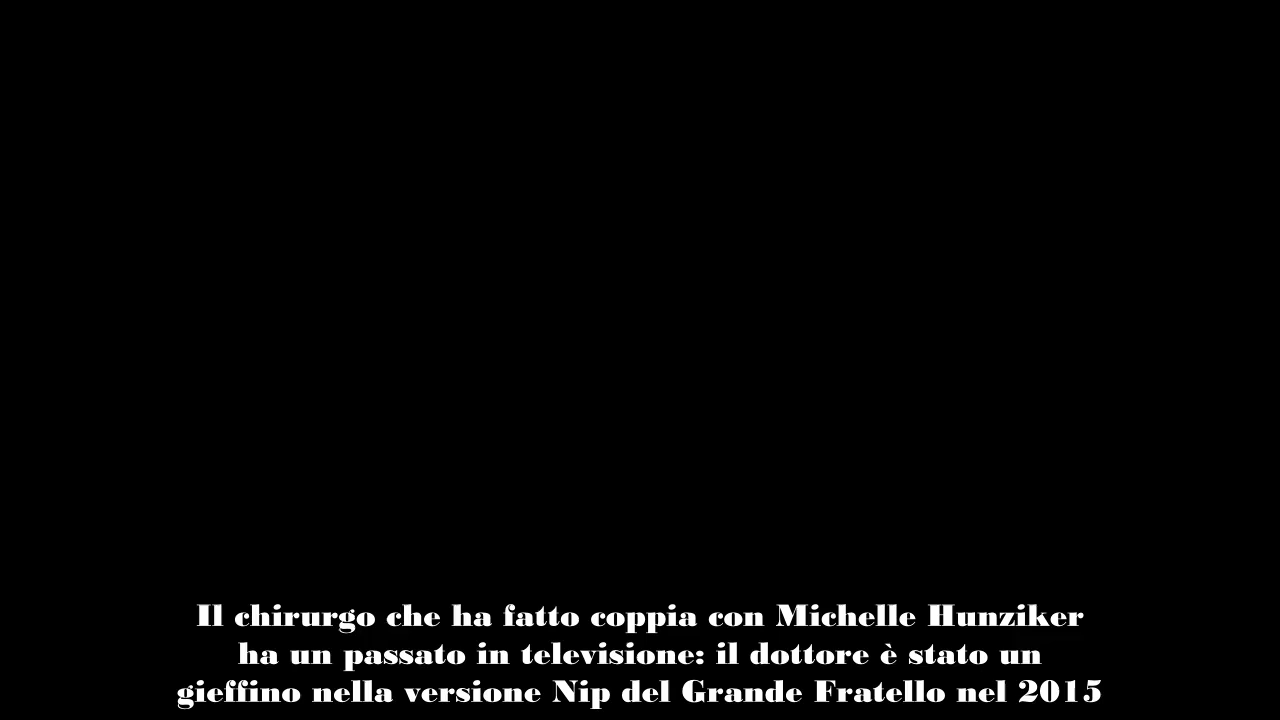 Il chirurgo che ha fatto coppia con Michelle Hunziker
ha un passato in televisione: il dottore è stato un
gieffino nella versione Nip del Grande Fratello nel 2015